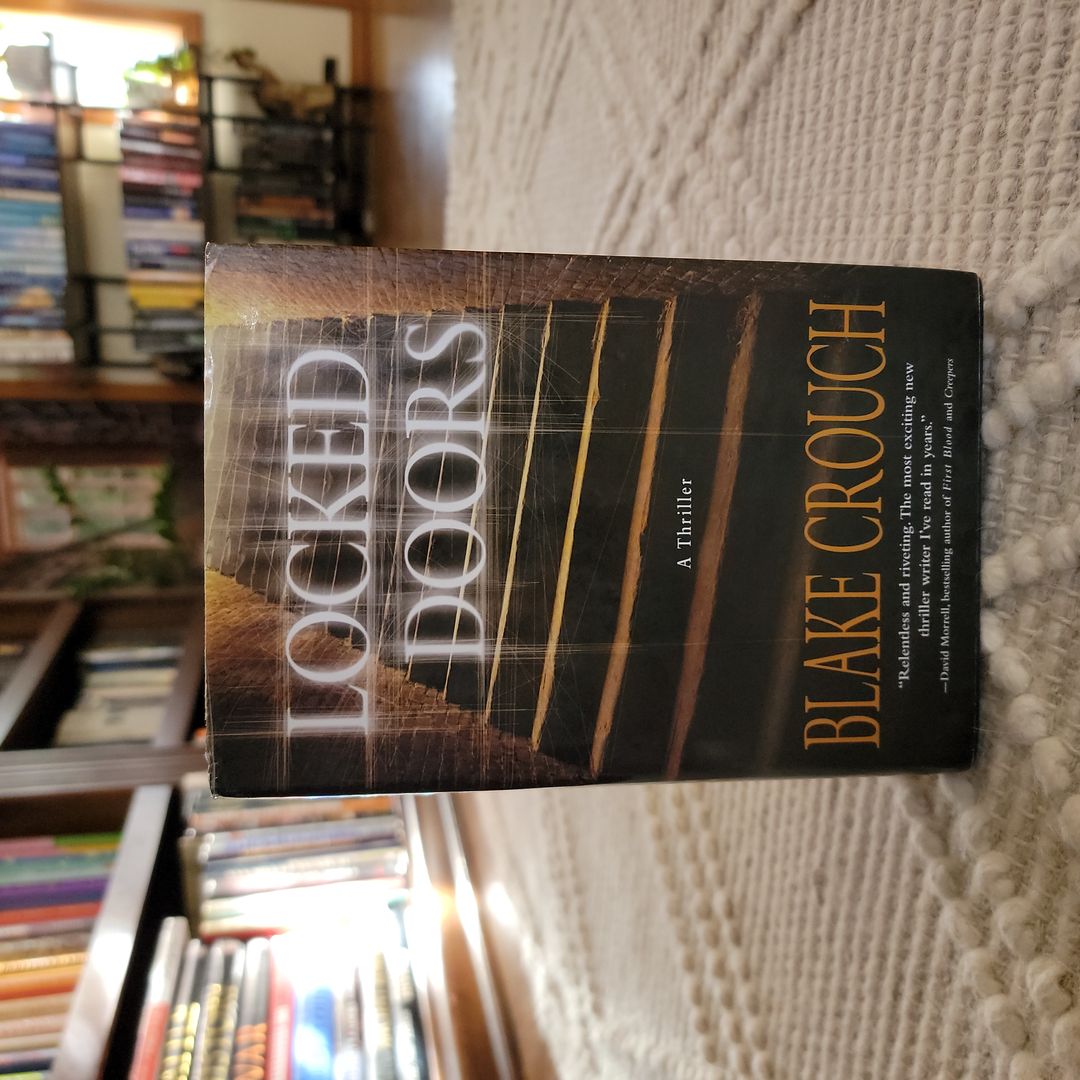 LOCKED
DOORS
A Thriller
BLAKE CROUCH
“Relentless and riveting. The most exciting new
thriller writer I've read in years.”
—David Morrell, bestselling author of First Blood and Creepers